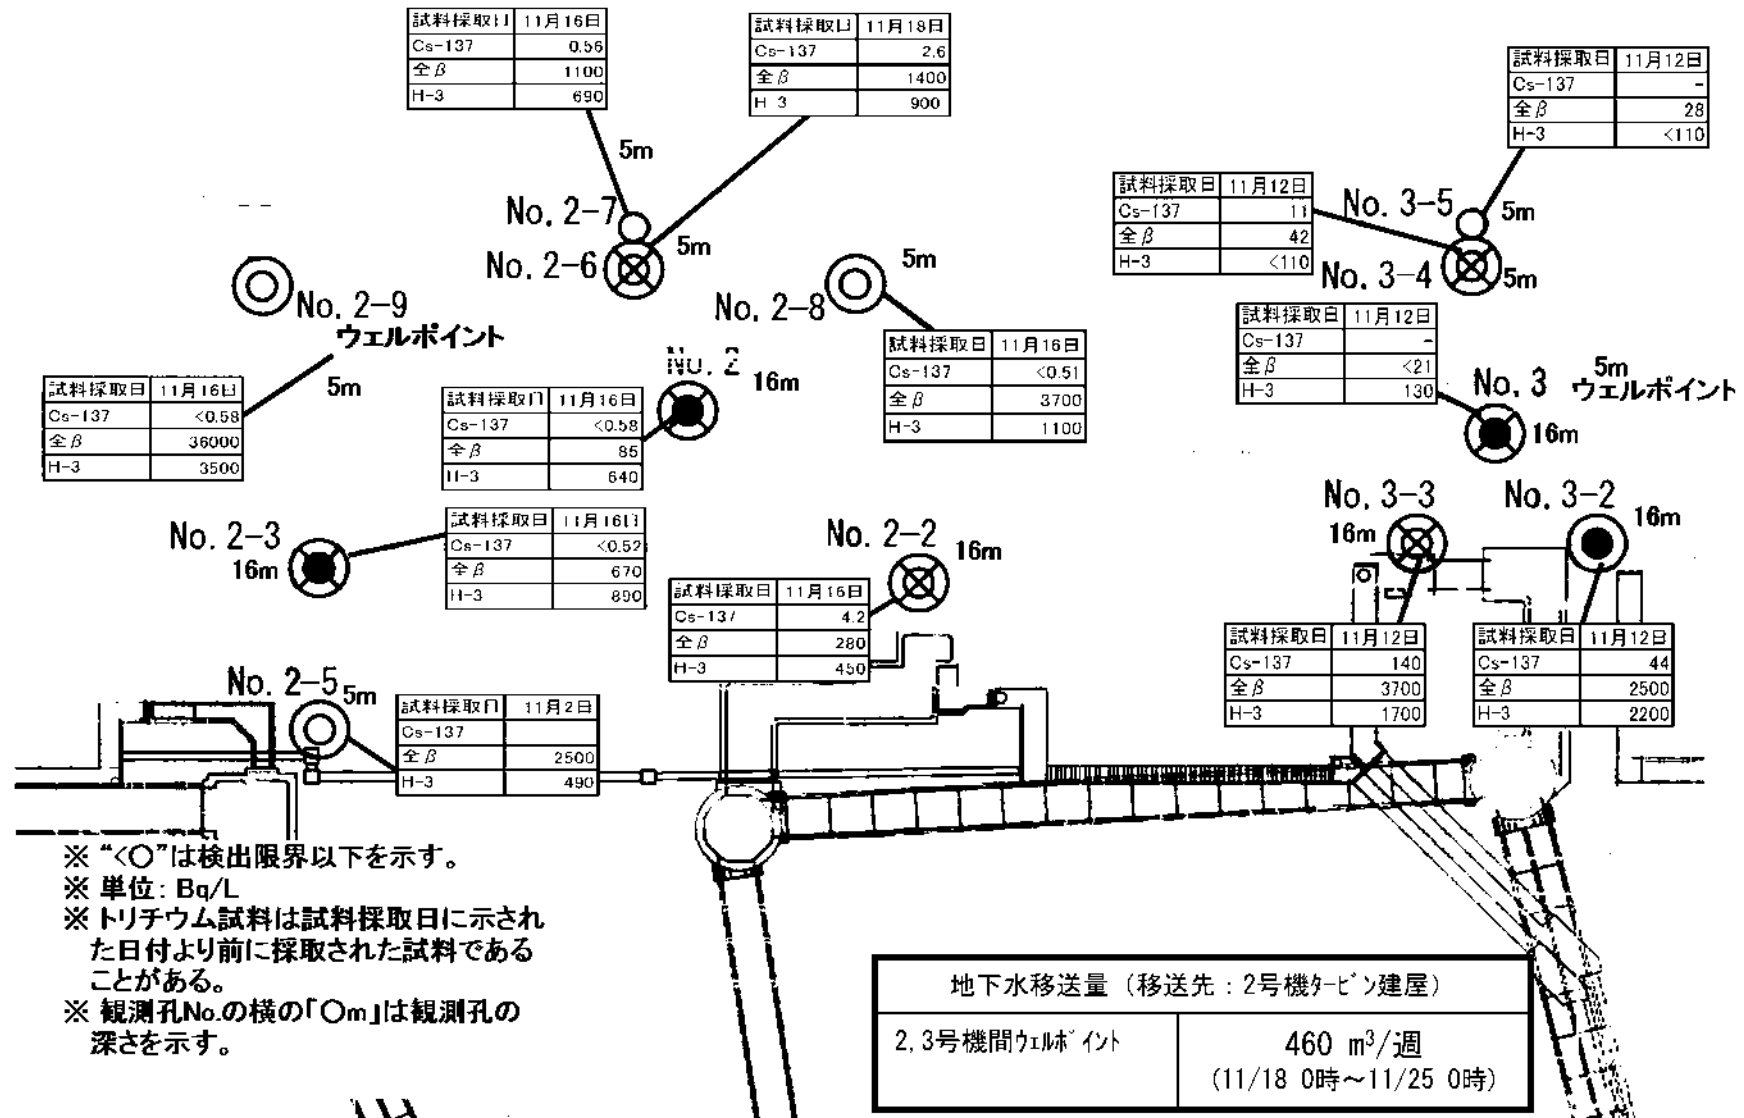 試料採取日 11月16日
Cs-137 0.56
全β 1100
H-3 690
試料採取日 11月18日
Cs-137 2.6
全β 1400
H-3 900
試料採取日 11月12日
Cs-137 -
全β 28
H-3 <110
5m
試料採取日 11月12日
Cs-137 11
全β 42
H-3 <110
No. 2-7
No. 3-5 5m
No. 2-6 5m
No. 3-4 5m
No. 2-8 5m
No. 2-9
ウェルポイント
5m
試料採取日 11月16日
Cs-137 <0.58
全β 36000
H-3 3500
No. 2 16m
試料採取日 11月16日
Cs-137 <0.58
全β 85
H-3 640
試料採取日 11月16日
Cs-137 <0.51
全β 3700
H-3 1100
試料採取日 11月12日
Cs-137 -
全β <21
H-3 130
5m
No. 3 ウェルポイント
16m
No. 2-3
16m
試料採取日 11月16日
Cs-137 <0.52
全β 670
H-3 890
No. 2-2 16m
試料採取日 11月16日
Cs-137 4.2
全β 280
H-3 450
No. 3-3
16m
No. 3-2
16m
試料採取日 11月12日
Cs-137 140
全β 3700
H-3 1700
試料採取日 11月12日
Cs-137 44
全β 2500
H-3 2200
No. 2-5 5m
試料採取日 11月2日
Cs-137
全β 2500
H-3 490
※ “<〇”は検出限界以下を示す。
※ 単位: Bq/L
※ トリチウム試料は試料採取日に示され
た日付より前に採取された試料である
ことがある。
※ 観測孔No.の横の「〇m」は観測孔の
深さを示す。
地下水移送量（移送先：2号機ﾀｰﾋﾞﾝ建屋）
2,3号機間ｳｪﾙﾎﾟｲﾝﾄ 460 m³/週
(11/18 0時～11/25 0時)